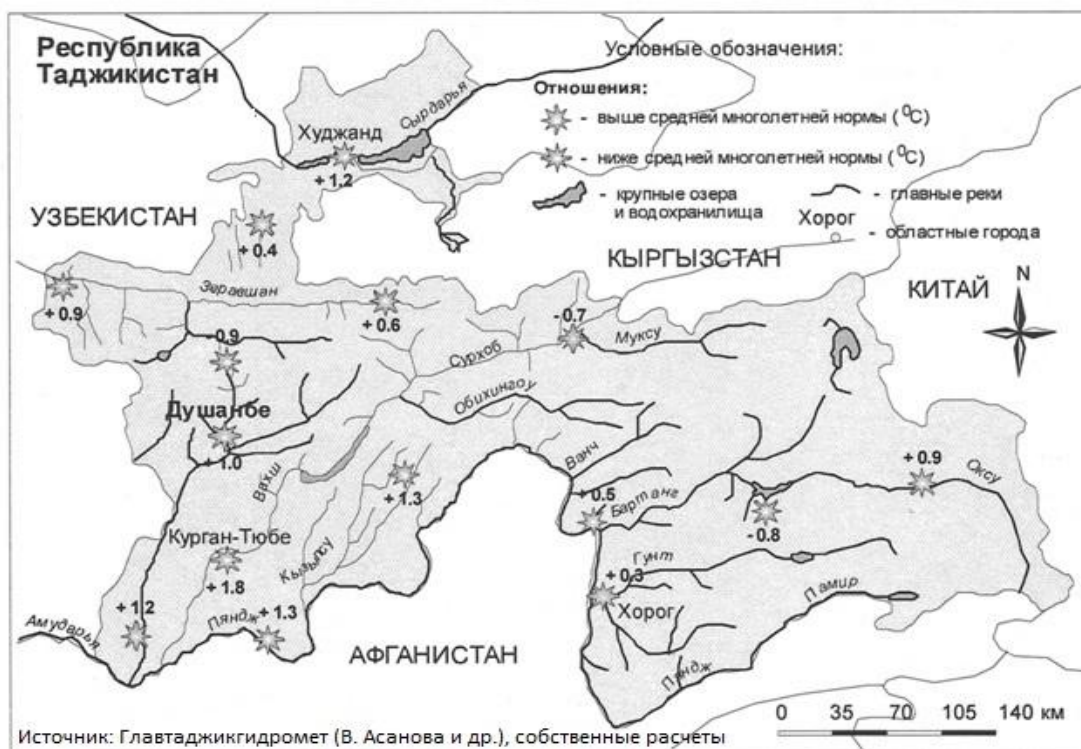 Республика
Таджикистан
Условные обозначения:
Отношения:
- выше средней многолетней нормы (⁰C)
- ниже средней многолетней нормы (⁰C)
- крупные озера
и водохранилища
- главные реки
Хорог
- областные города
Худжанд
Сырдарья
+ 1.2
УЗБЕКИСТАН
+ 0.4
КЫРГЫЗСТАН
КИТАЙ
N
Зеравшан
+ 0.9
+ 0.6
- 0.7
Муксу
- 0.9
Сурхоб
Обихингоу
Душанбе
+ 1.0
Вахш
Ванч
+ 1.3
+ 0.9
Оксу
+ 0.5
Бартанг
- 0.8
Курган-Тюбе
Кызылсу
+ 1.8
Гунт
+ 0.3
Хорог
Памир
+ 1.2
+ 1.3
Пяндж
Амударья
АФГАНИСТАН
Пяндж
0 35 70 105 140 км
Источник: Главтаджикгидромет (В. Асанова и др.), собственные расчеты